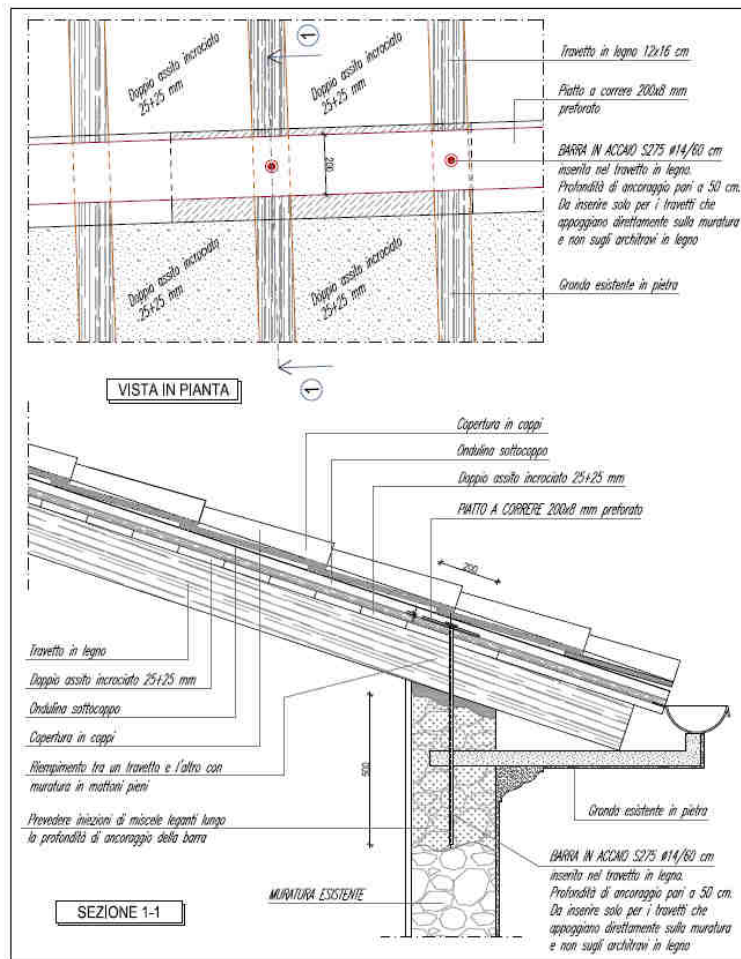 1
Doppio assito incrociato
25+25 mm
Doppio assito incrociato
25+25 mm
Travetto in legno 12x16 cm
Piatto a correre 200x8 mm
preforato
200
BARRA IN ACCAIO S275 Ø14/60 cm
inserita nel travetto in legno.
Profondità di ancoraggio pari a 50 cm.
Da inserire solo per i travetti che
appoggiano direttamente sulla muratura
e non sugli architravi in legno
Doppio assito incrociato
25+25 mm
Doppio assito incrociato
25+25 mm
Gronda esistente in pietra
1
VISTA IN PIANTA
Copertura in coppi
Ondulina sottocoppo
Doppio assito incrociato 25+25 mm
PIATTO A CORRERE 200x8 mm preforato
200
Travetto in legno
Doppio assito incrociato 25+25 mm
Ondulina sottocoppo
Copertura in coppi
Riempimento tra un travetto e l'altro con
muratura in mattoni pieni
500
Prevedere iniezioni di miscele leganti lungo
la profondità di ancoraggio della barra
Gronda esistente in pietra
BARRA IN ACCAIO S275 Ø14/60 cm
inserita nel travetto in legno.
Profondità di ancoraggio pari a 50 cm.
Da inserire solo per i travetti che
appoggiano direttamente sulla muratura
e non sugli architravi in legno
MURATURA ESISTENTE
SEZIONE 1-1